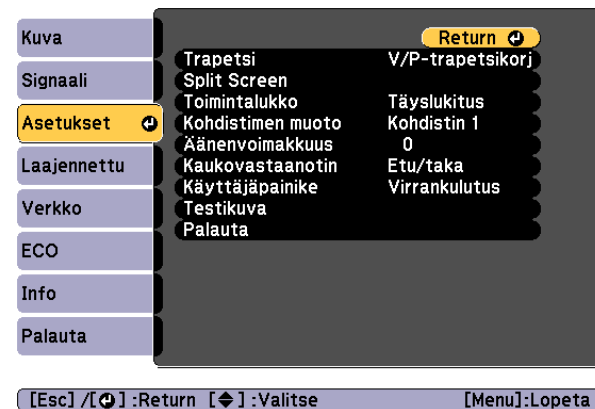 Kuva
Signaali
Asetukset
Laajennettu
Verkko
ECO
Info
Palauta
Return
Trapetsi V/P-trapetsikorj
Split Screen
Toimintalukko Täyslukitus
Kohdistimen muoto Kohdistin 1
Äänenvoimakkuus 0
Kaukovastaanotin Etu/taka
Käyttäjäpainike Virrankulutus
Testikuva
Palauta
[Esc] /[⏎] :Return [◆] :Valitse [Menu]:Lopeta